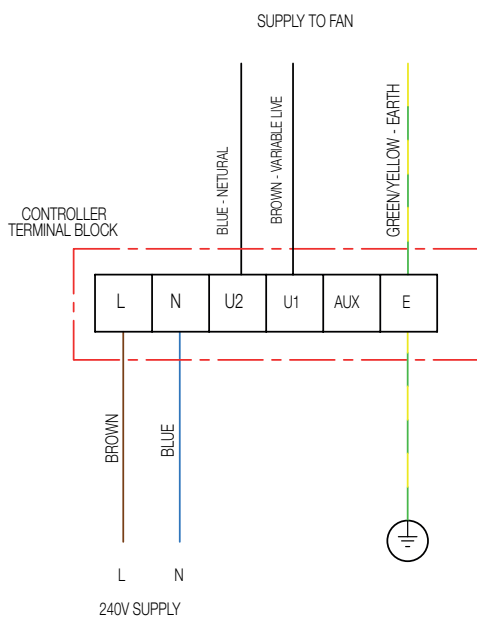 SUPPLY TO FAN
BLUE - NETURAL
BROWN - VARIABLE LIVE
GREEN/YELLOW - EARTH
CONTROLLER
TERMINAL BLOCK
L N U2 U1 AUX E
BROWN
BLUE
L N
240V SUPPLY